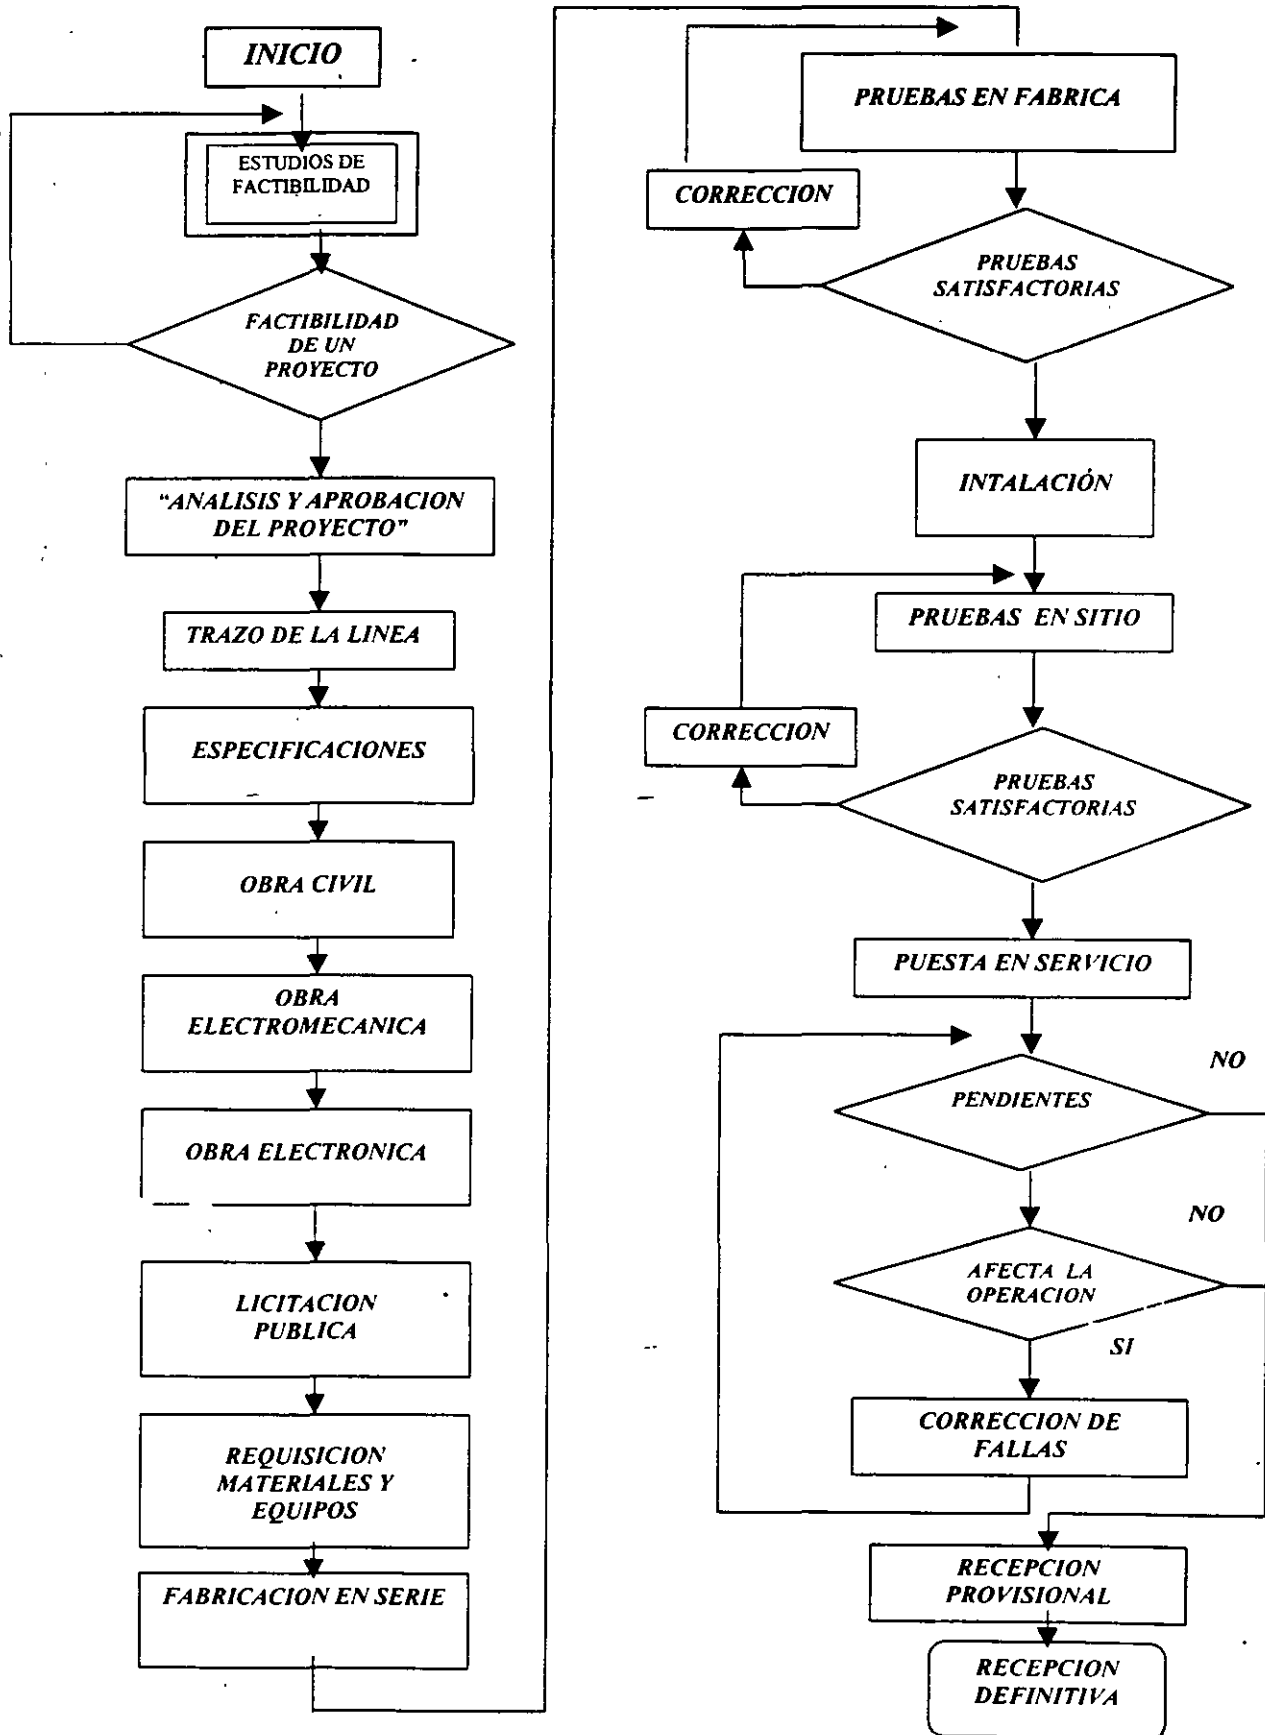 INICIO
ESTUDIOS DE
FACTIBILIDAD
FACTIBILIDAD
DE UN
PROYECTO
"ANALISIS Y APROBACION
DEL PROYECTO"
TRAZO DE LA LINEA
ESPECIFICACIONES
OBRA CIVIL
OBRA
ELECTROMECANICA
OBRA ELECTRONICA
LICITACION
PUBLICA
REQUISICION
MATERIALES Y
EQUIPOS
FABRICACION EN SERIE
PRUEBAS EN FABRICA
CORRECCION
PRUEBAS
SATISFACTORIAS
INTALACIÓN
PRUEBAS EN SITIO
CORRECCION
PRUEBAS
SATISFACTORIAS
PUESTA EN SERVICIO
NO
PENDIENTES
NO
AFECTA LA
OPERACION
SI
CORRECCION DE
FALLAS
RECEPCION
PROVISIONAL
RECEPCION
DEFINITIVA